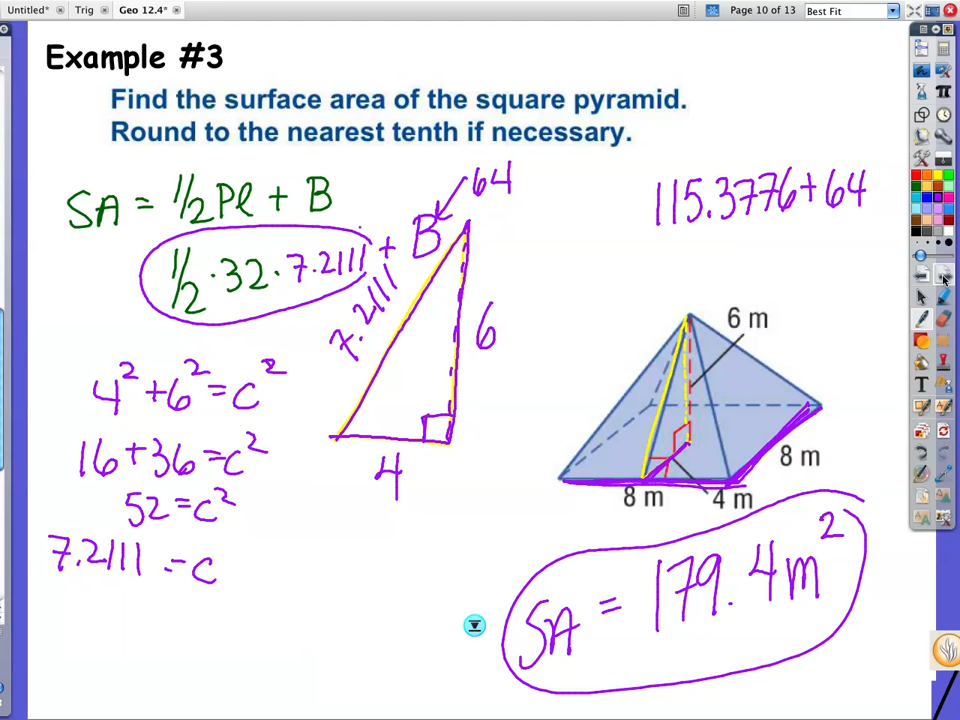 Untitled* Trig Geo 12.4* Page 10 of 13 Best Fit
Example #3
Find the surface area of the square pyramid.
Round to the nearest tenth if necessary.
SA = 1/2 Pl + B
64
115.3776+64
1/2 · 32 · 7.2111 + B
7.2111
6
4
4² + 6² = c²
16+36=c²
52=c²
7.2111 = c
6 m
8 m
8 m 4 m
SA = 179.4m²
π
T